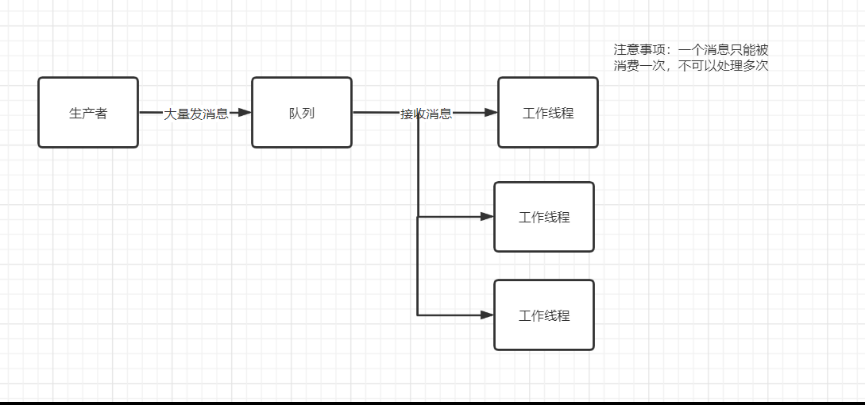 注意事项：一个消息只能被
消费一次，不可以处理多次
生产者
大量发消息
队列
接收消息
工作线程
工作线程
工作线程